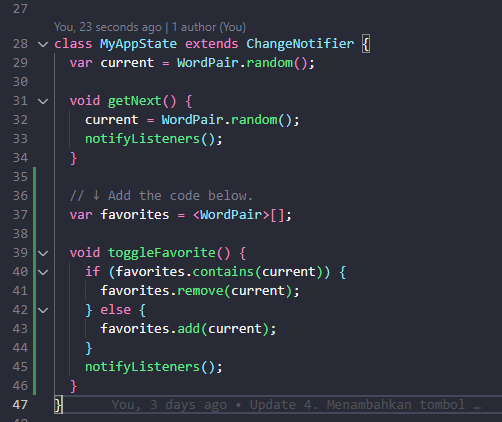 27
You, 23 seconds ago | 1 author (You)
28 class MyAppState extends ChangeNotifier {
29 var current = WordPair.random();
30
31 void getNext() {
32 current = WordPair.random();
33 notifyListeners();
34 }
35
36 // ↓ Add the code below.
37 var favorites = <WordPair>[];
38
39 void toggleFavorite() {
40 if (favorites.contains(current)) {
41 favorites.remove(current);
42 } else {
43 favorites.add(current);
44 }
45 notifyListeners();
46 }
47 } You, 3 days ago • Update 4. Menambahkan tombol …